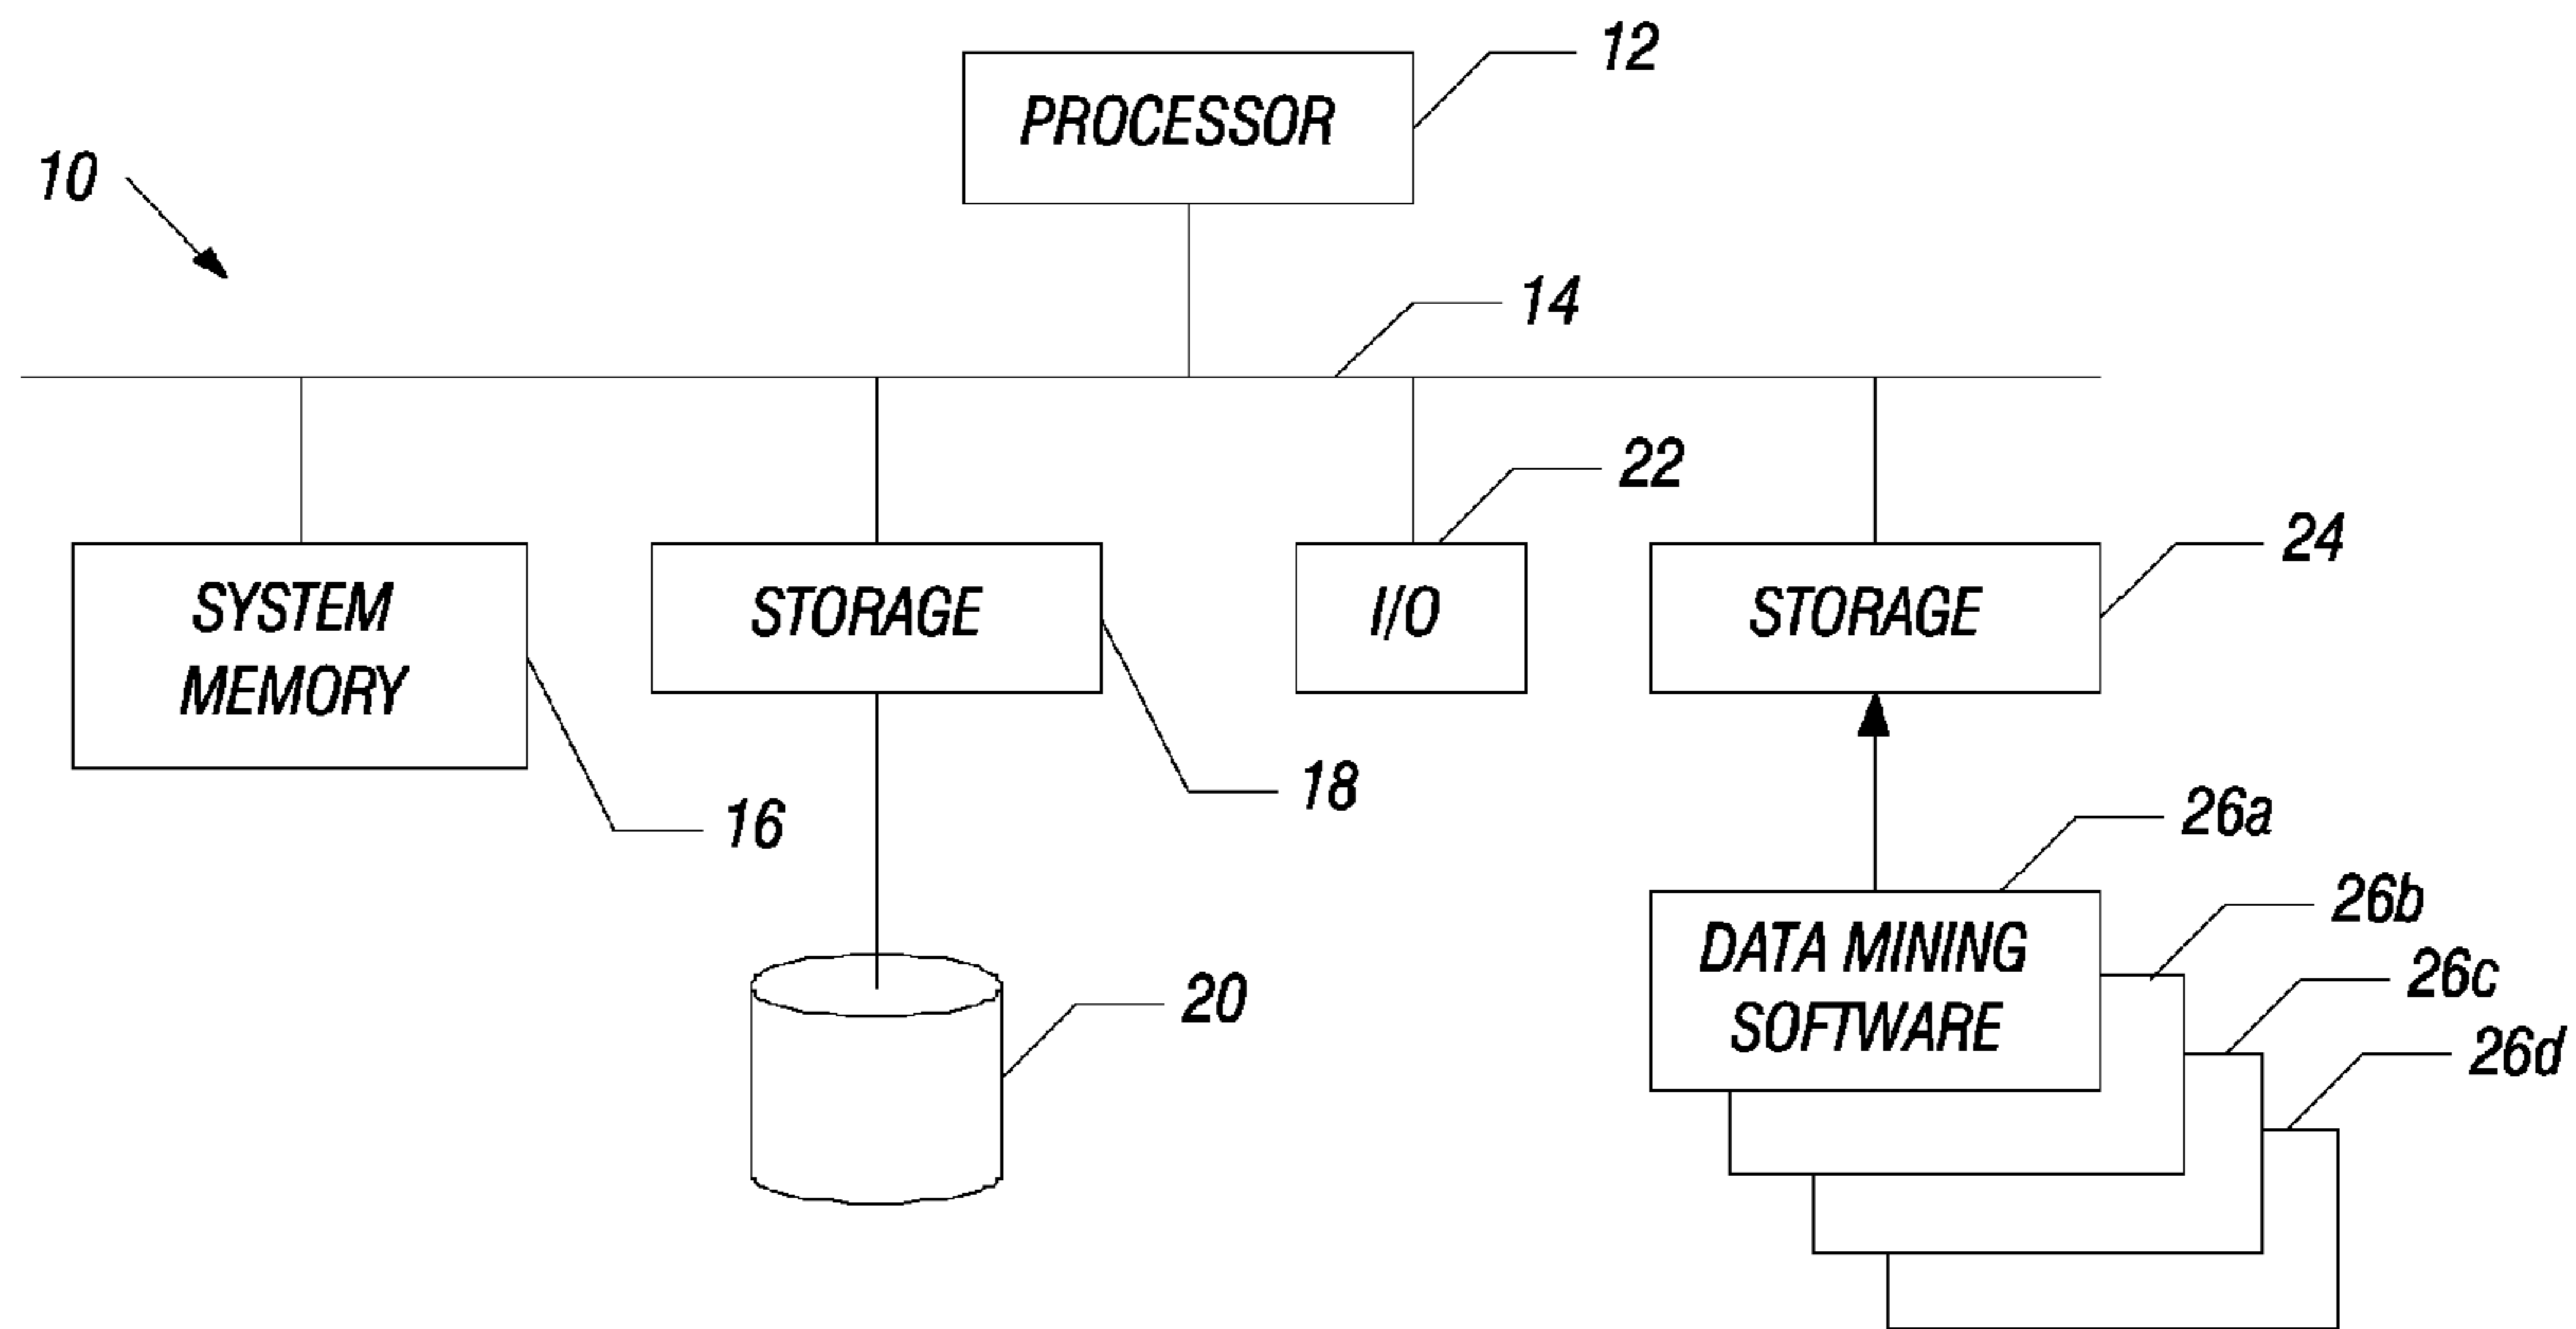 12
PROCESSOR
10
14
22
24
SYSTEM
MEMORY
STORAGE
I/O
STORAGE
18
16
26a
26b
DATA MINING
SOFTWARE
26c
20
26d